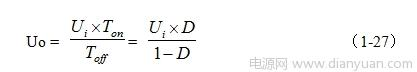 Uo = U_i × T_on / T_off = U_i × D / 1 − D （1-27）
电源网 www.dianyuan.com